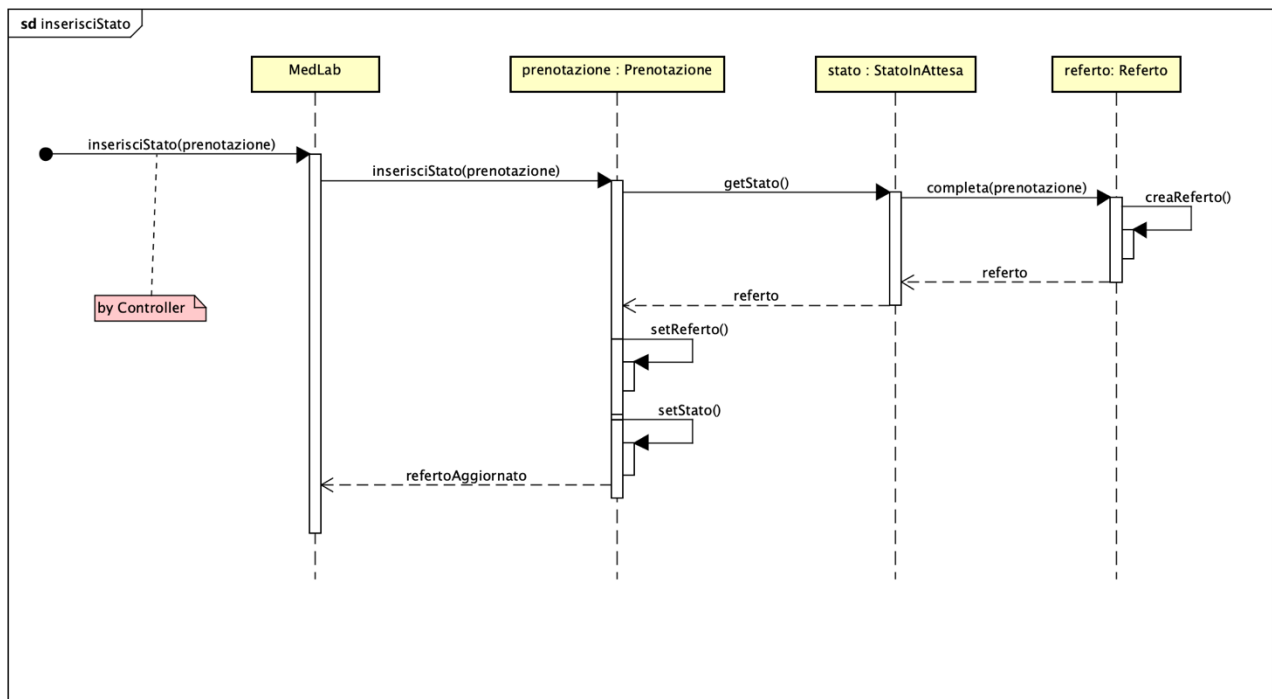 sd inserisciStato
MedLab
prenotazione : Prenotazione
stato : StatoInAttesa
referto: Referto
inserisciStato(prenotazione)
inserisciStato(prenotazione)
getStato()
completa(prenotazione)
creaReferto()
referto
referto
by Controller
setReferto()
setStato()
refertoAggiornato